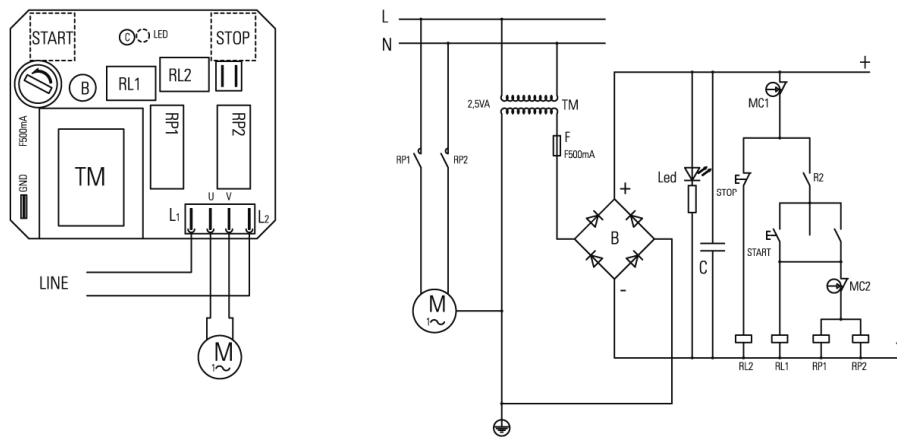 START
C
LED
STOP
B
RL1
RL2
F500mA
RP1
RP2
TM
GND
U V
L1
L2
LINE
M
1~
L
N
2,5VA
TM
F
F500mA
RP1
RP2
+
B
-
M
1~
Led
C
+
MC1
STOP
R2
START
MC2
RL2
RL1
RP1
RP2
-